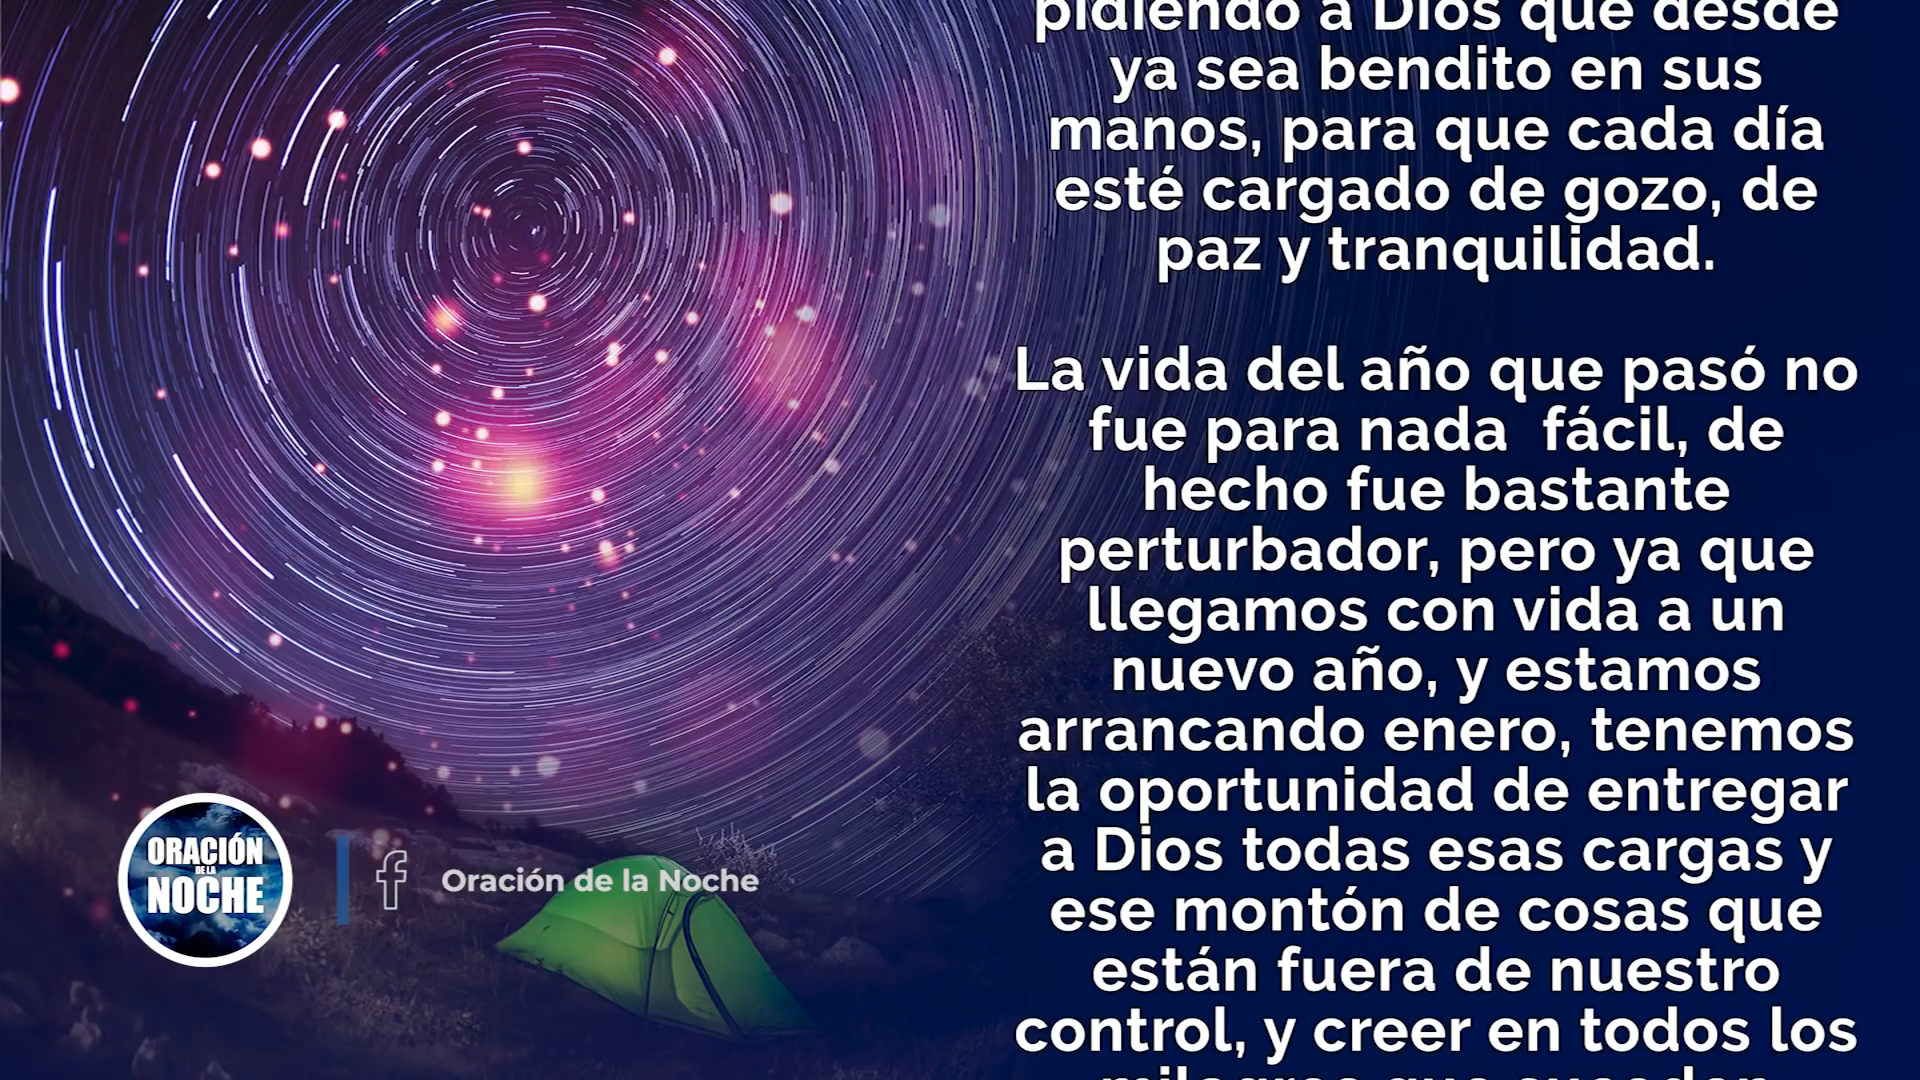 pidiendo a Dios que desde
ya sea bendito en sus
manos, para que cada día
esté cargado de gozo, de
paz y tranquilidad.
La vida del año que pasó no
fue para nada  fácil, de
hecho fue bastante
perturbador, pero ya que
llegamos con vida a un
nuevo año, y estamos
arrancando enero, tenemos
la oportunidad de entregar
a Dios todas esas cargas y
ese montón de cosas que
están fuera de nuestro
control, y creer en todos los
ORACIÓN
DE LA
NOCHE
Oración de la Noche